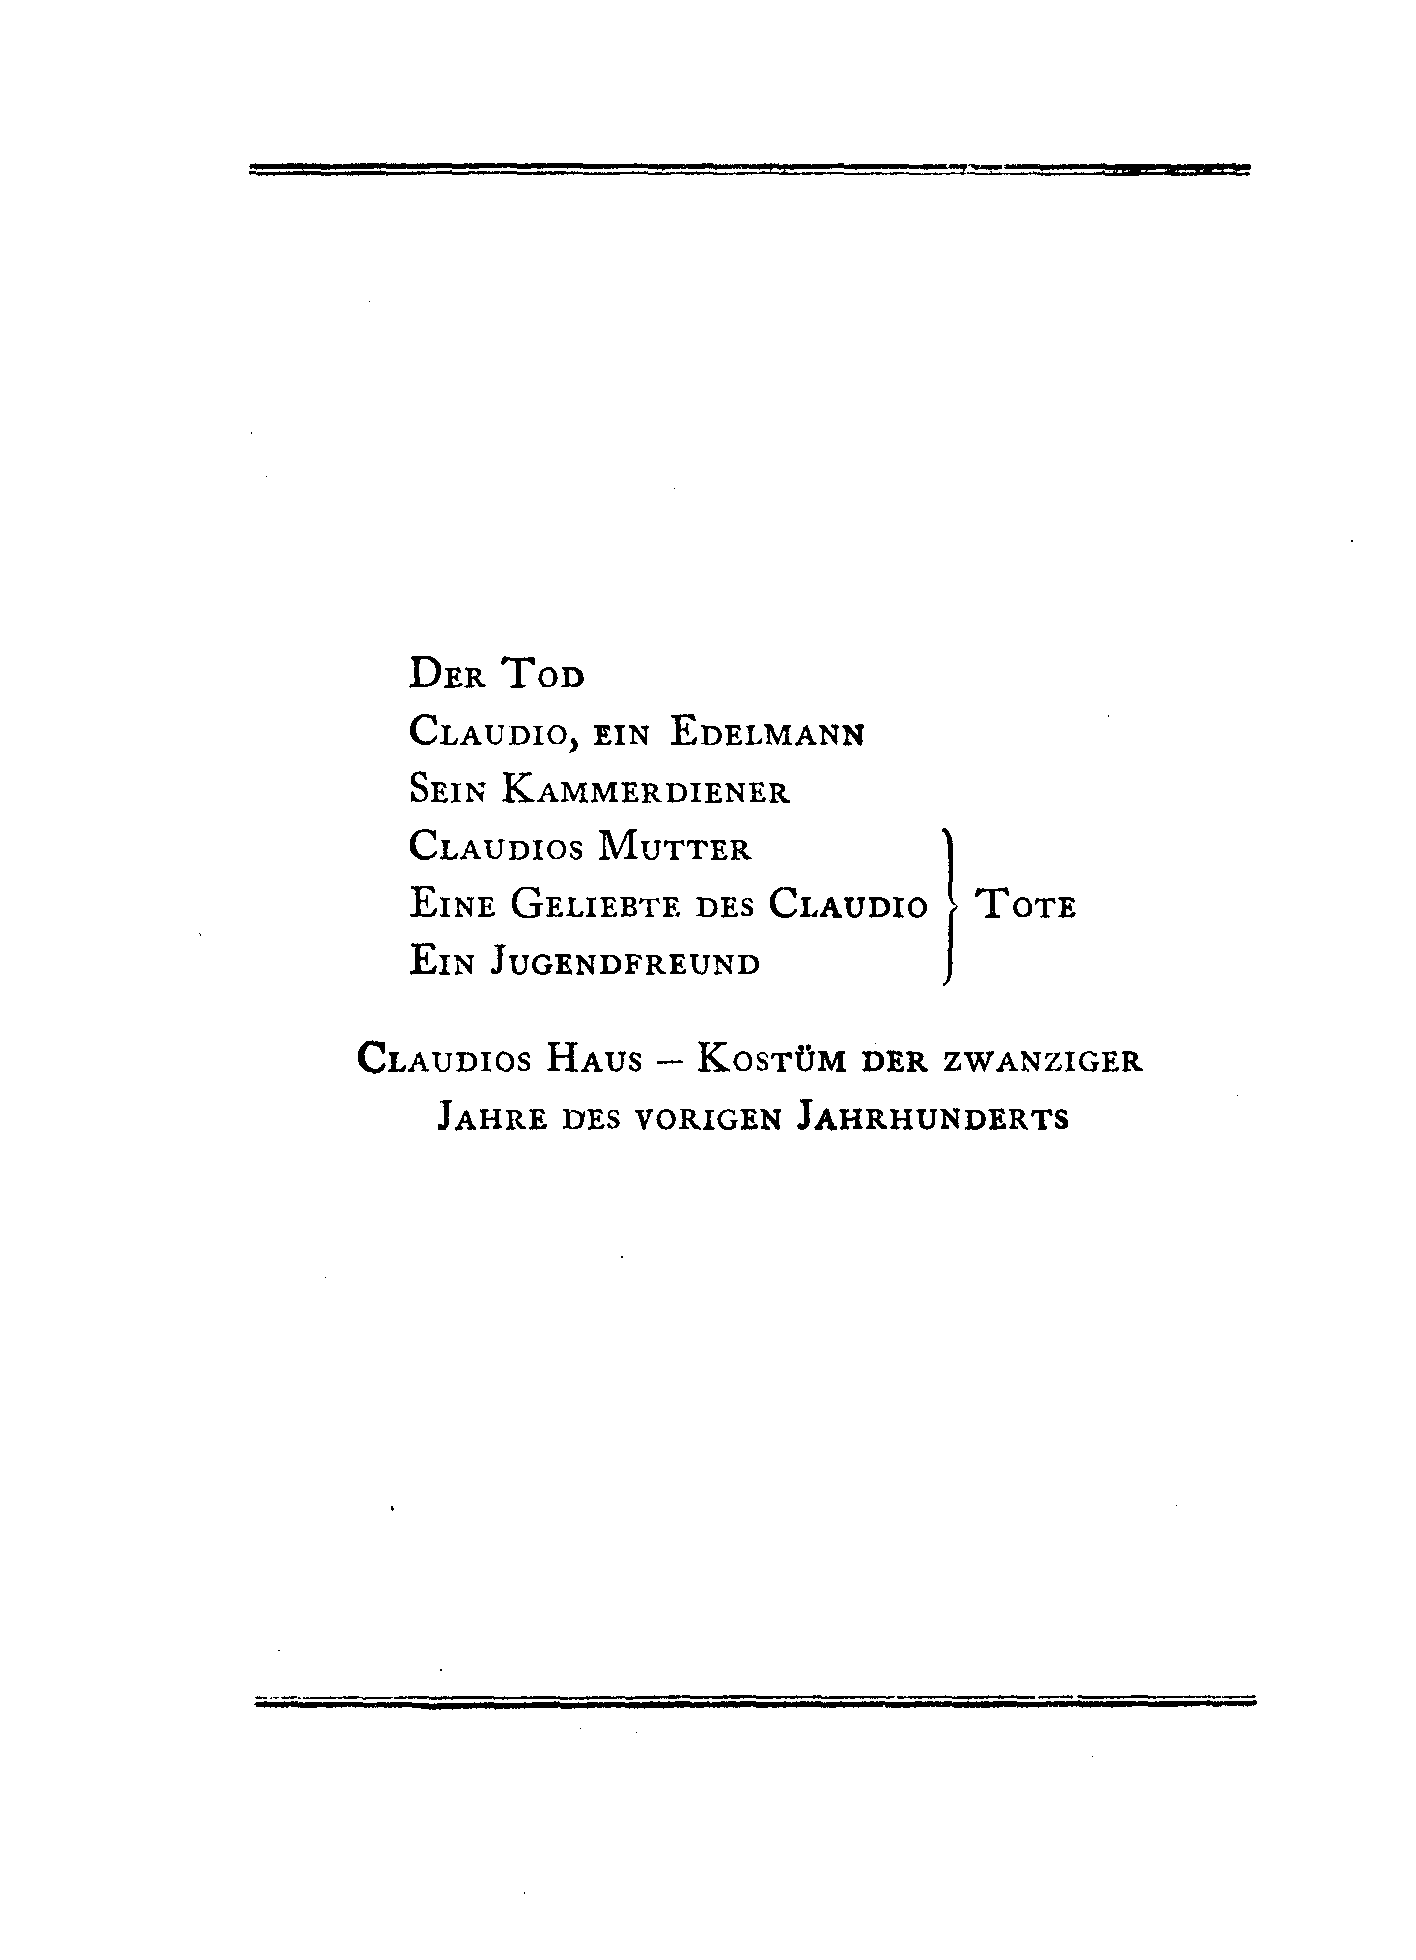 Der Tod
Claudio, ein Edelmann
Sein Kammerdiener
Claudios Mutter
Eine Geliebte des Claudio } Tote
Ein Jugendfreund
Claudios Haus – Kostüm der zwanziger
Jahre des vorigen Jahrhunderts